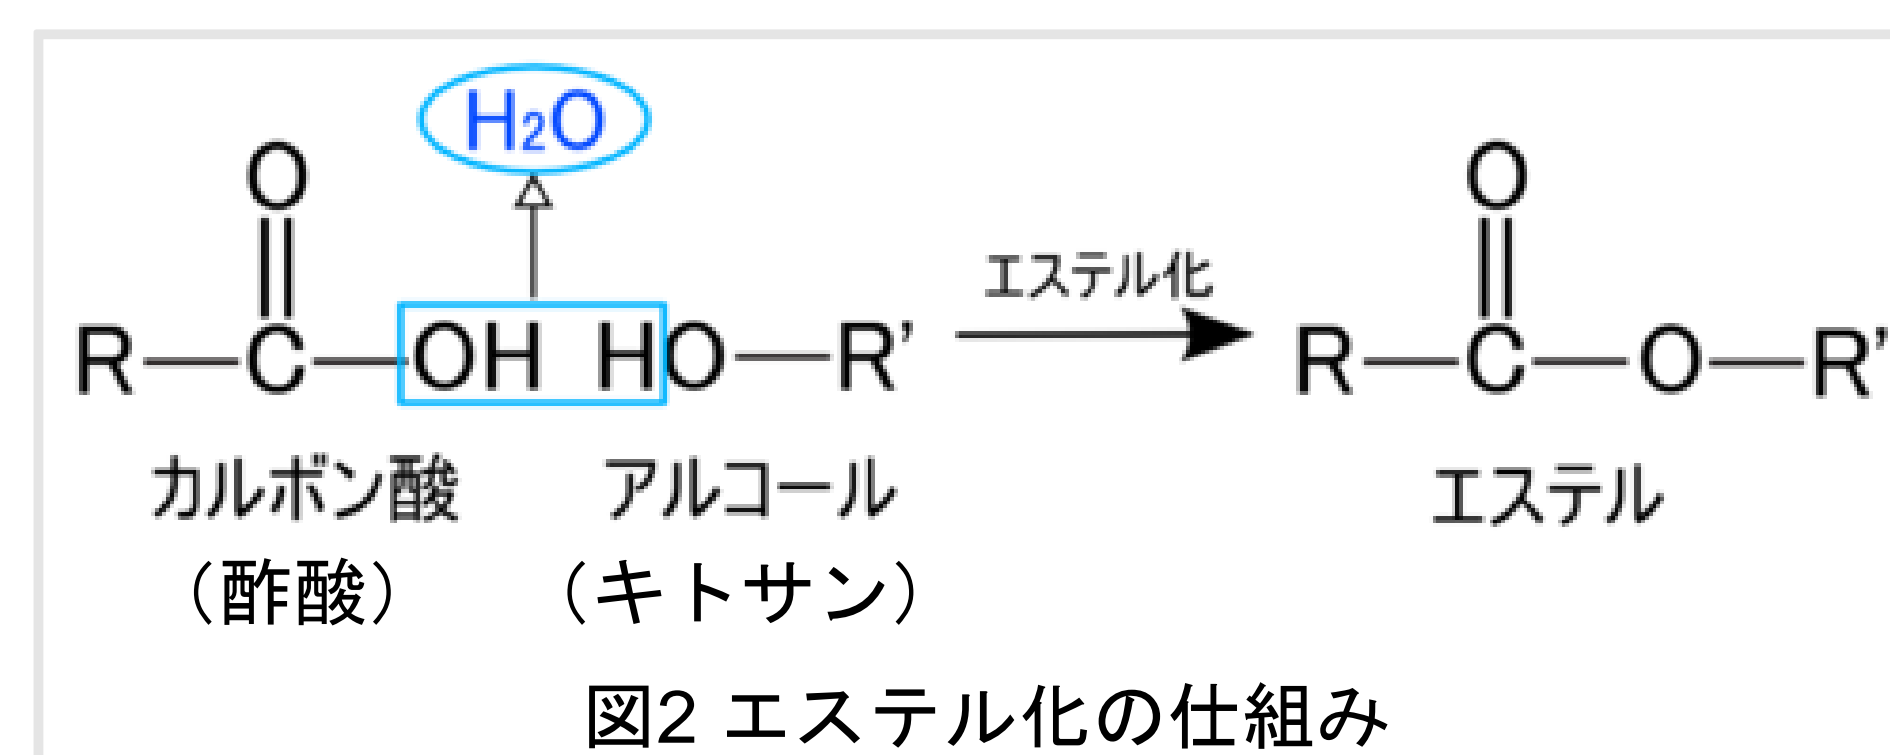 H₂O
O
O
エステル化
R—C—OH HO—R’
R—C—O—R’
カルボン酸 アルコール
エステル
（酢酸） （キトサン）
図2 エステル化の仕組み